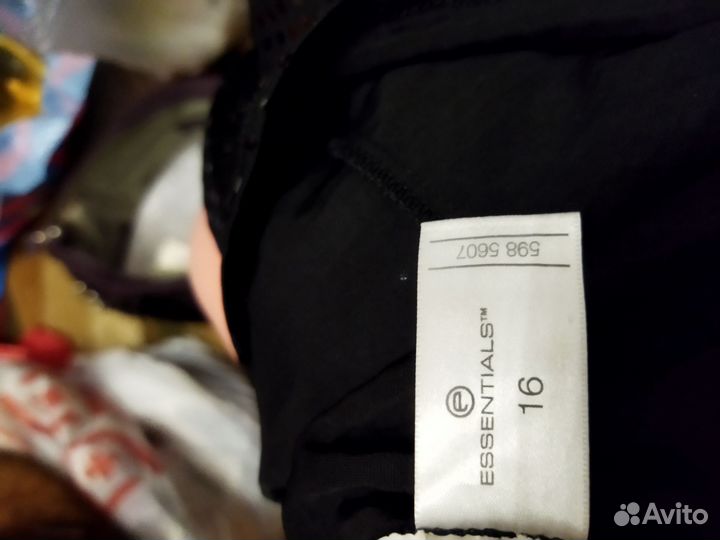 598 5607
e
ESSENTIALS™
16
Avito